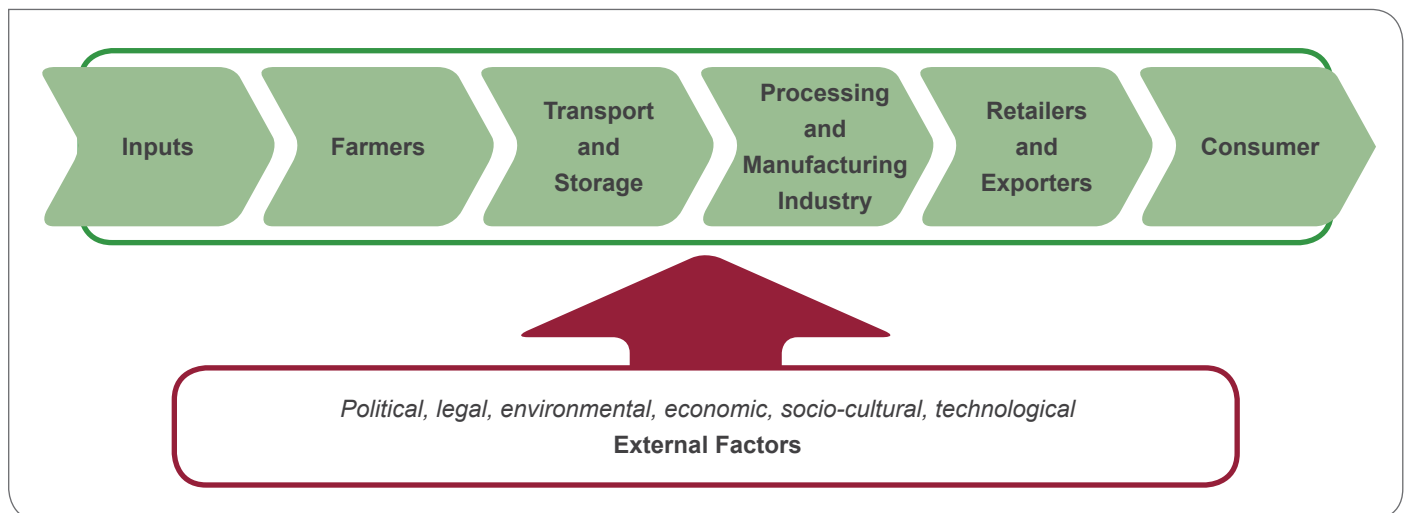 Inputs
Farmers
Transport
and
Storage
Processing
and
Manufacturing
Industry
Retailers
and
Exporters
Consumer
Political, legal, environmental, economic, socio-cultural, technological
External Factors